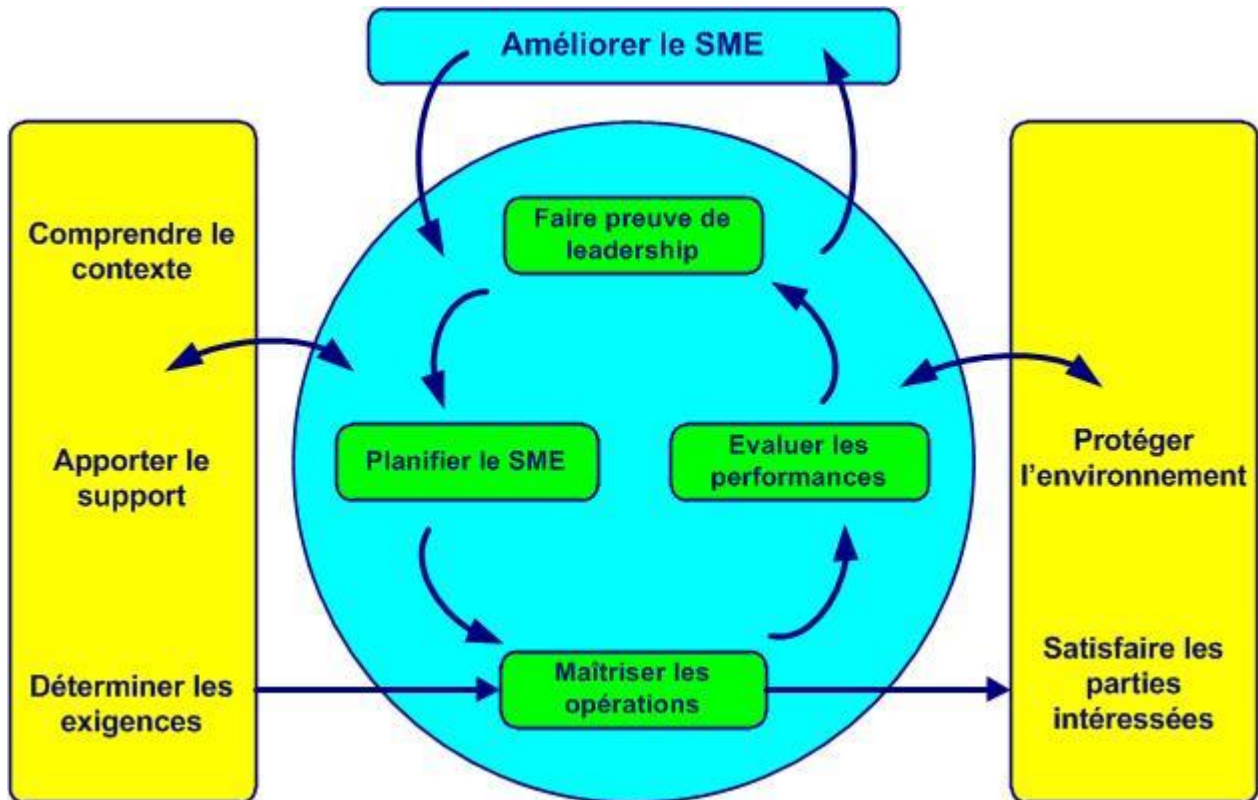 Améliorer le SME
Comprendre le
contexte
Apporter le
support
Déterminer les
exigences
Faire preuve de
leadership
Planifier le SME
Evaluer les
performances
Maîtriser les
opérations
Protéger
l'environnement
Satisfaire les
parties
intéressées